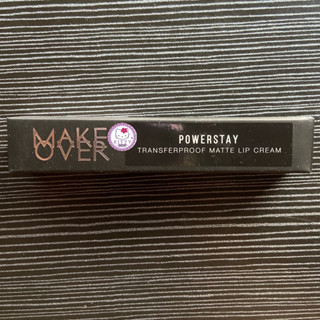 MAKE
OVER
POWERSTAY
TRANSFERPROOF MATTE LIP CREAM